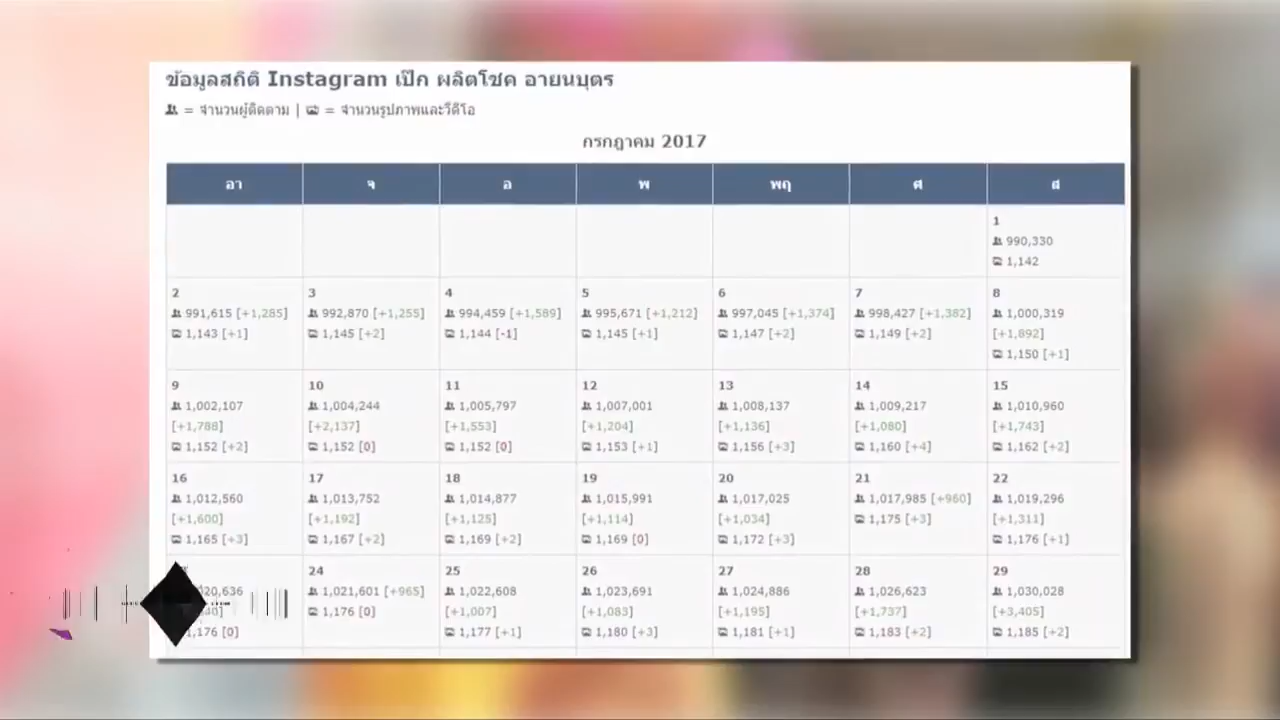 ข้อมูลสถิติ Instagram เป๊ก ผลิตโชค อายนบุตร
= จำนวนผู้ติดตาม | = จำนวนรูปภาพและวีดีโอ
กรกฎาคม 2017
อา จ อ พ พฤ ศ ส
1
990,330
1,142
2 3 4 5 6 7 8
991,615 [+1,285] 992,870 [+1,255] 994,459 [+1,589] 995,671 [+1,212] 997,045 [+1,374] 998,427 [+1,382] 1,000,319
1,143 [+1] 1,145 [+2] 1,144 [-1] 1,145 [+1] 1,147 [+2] 1,149 [+2] [+1,892]
1,150 [+1]
9 10 11 12 13 14 15
1,002,107 1,004,244 1,005,797 1,007,001 1,008,137 1,009,217 1,010,960
[+1,788] [+2,137] [+1,553] [+1,204] [+1,136] [+1,080] [+1,743]
1,152 [+2] 1,152 [0] 1,152 [0] 1,153 [+1] 1,156 [+3] 1,160 [+4] 1,162 [+2]
16 17 18 19 20 21 22
1,012,560 1,013,752 1,014,877 1,015,991 1,017,025 1,017,985 [+960] 1,019,296
[+1,600] [+1,192] [+1,125] [+1,114] [+1,034] 1,175 [+3] [+1,311]
1,165 [+3] 1,167 [+2] 1,169 [+2] 1,169 [0] 1,172 [+3] 1,176 [+1]
24 25 26 27 28 29
1,021,601 [+965] 1,022,608 1,023,691 1,024,886 1,026,623 1,030,028
1,176 [0] [+1,007] [+1,083] [+1,195] [+1,737] [+3,405]
1,176 [0] 1,177 [+1] 1,180 [+3] 1,181 [+1] 1,183 [+2] 1,185 [+2]